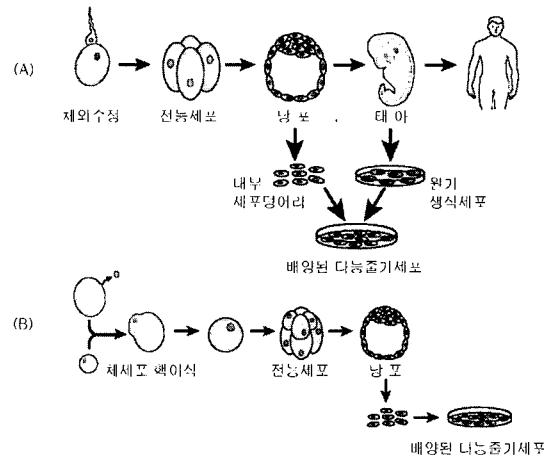 (A)
체외수정
전능세포
낭 포
태 아
내부
세포덩어리
원기
생식세포
배양된 다능줄기세포
(B)
체세포 핵이식
전능세포
낭 포
배양된 다능줄기세포